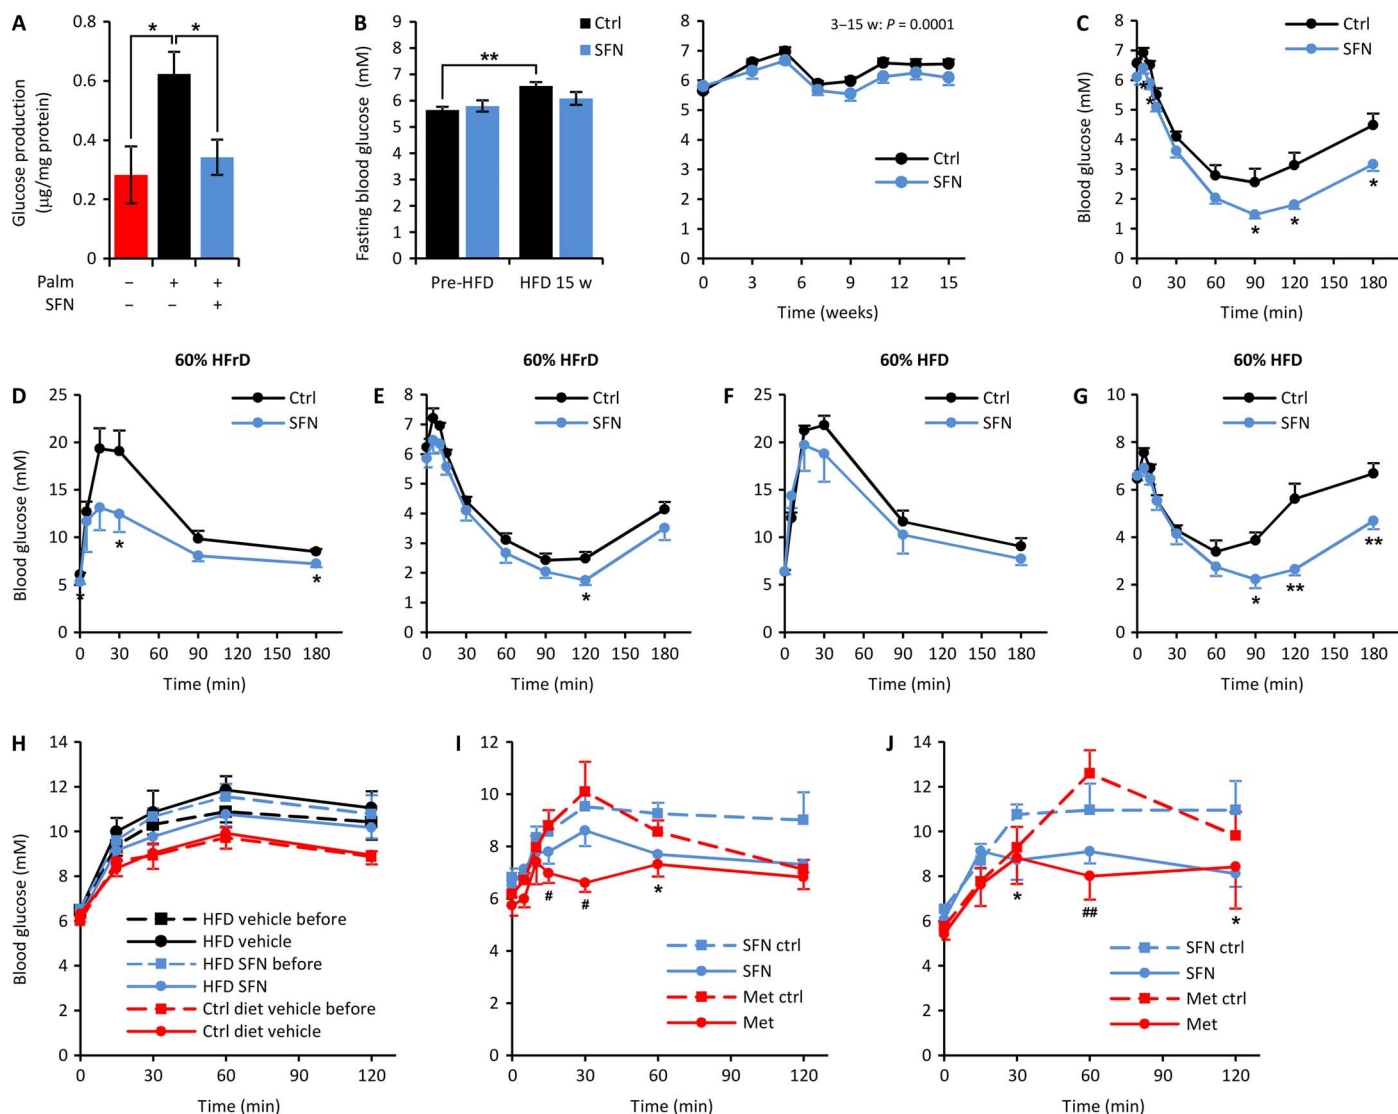 A
Glucose production
(µg/mg protein)
0.8
0.6
0.4
0.2
0
*
*
Palm
SFN
– + +
– – +
B
Fasting blood glucose (mM)
9
8
7
6
5
4
3
2
1
0
Ctrl
SFN
**
Pre-HFD HFD 15 w
3–15 w: P = 0.0001
8
7
6
5
4
3
2
1
0
Ctrl
SFN
0 3 6 9 12 15
Time (weeks)
C
Blood glucose (mM)
8
7
6
5
4
3
2
1
0
Ctrl
SFN
*
*
*
*
*
0 30 60 90 120 150 180
Time (min)
60% HFrD
D
Blood glucose (mM)
25
20
15
10
5
0
Ctrl
SFN
*
*
*
0 30 60 90 120 150 180
Time (min)
60% HFrD
E
8
7
6
5
4
3
2
1
0
Ctrl
SFN
*
0 30 60 90 120 150 180
Time (min)
60% HFD
F
25
20
15
10
5
0
Ctrl
SFN
0 30 60 90 120 150 180
Time (min)
60% HFD
G
10
8
6
4
2
0
Ctrl
SFN
*
**
**
0 30 60 90 120 150 180
Time (min)
H
Blood glucose (mM)
14
12
10
8
6
4
2
0
HFD vehicle before
HFD vehicle
HFD SFN before
HFD SFN
Ctrl diet vehicle before
Ctrl diet vehicle
0 30 60 90 120
Time (min)
I
12
10
8
6
4
2
0
#
#
*
SFN ctrl
SFN
Met ctrl
Met
0 30 60 90 120
Time (min)
J
14
12
10
8
6
4
2
0
*
##
*
SFN ctrl
SFN
Met ctrl
Met
0 30 60 90 120
Time (min)